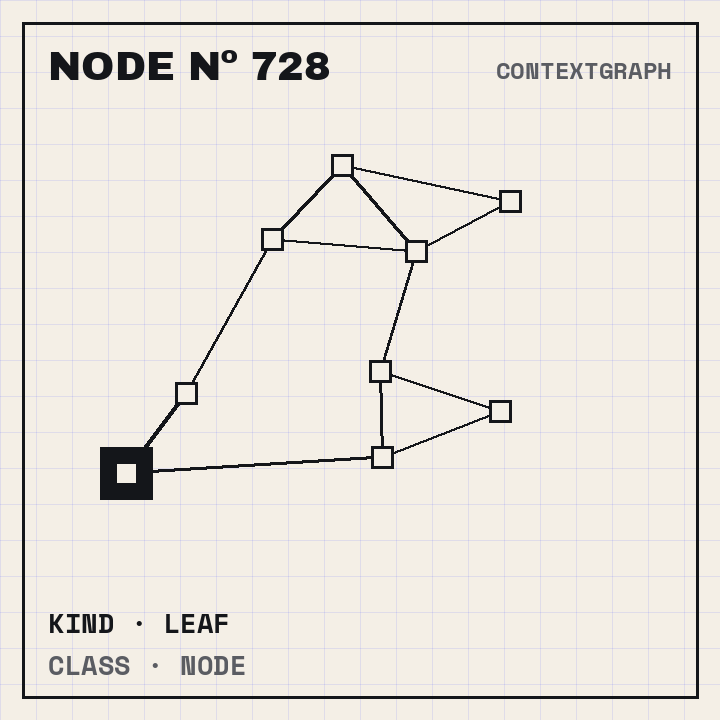 NODE Nº 728
CONTEXTGRAPH
KIND · LEAF
CLASS · NODE